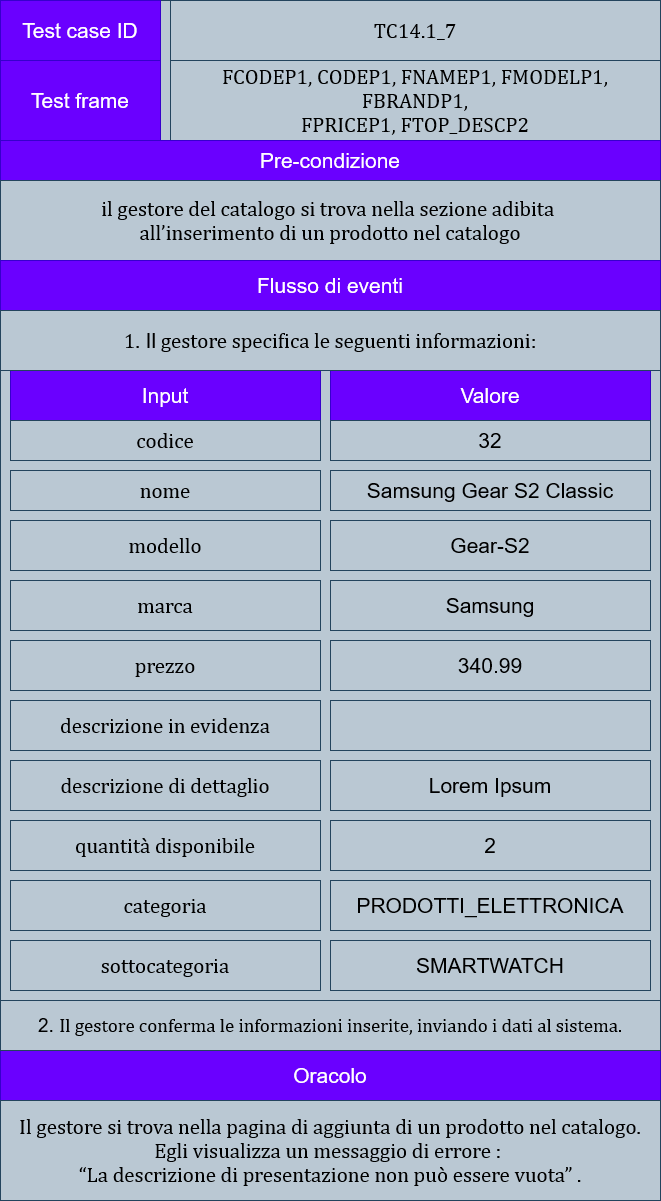 Test case ID
TC14.1_7
Test frame
FCODEP1, CODEP1, FNAMEP1, FMODELP1,
FBRANDP1,
FPRICEP1, FTOP_DESCP2
Pre-condizione
il gestore del catalogo si trova nella sezione adibita
all’inserimento di un prodotto nel catalogo
Flusso di eventi
1. Il gestore specifica le seguenti informazioni:
Input Valore
codice 32
nome Samsung Gear S2 Classic
modello Gear-S2
marca Samsung
prezzo 340.99
descrizione in evidenza
descrizione di dettaglio Lorem Ipsum
quantità disponibile 2
categoria PRODOTTI_ELETTRONICA
sottocategoria SMARTWATCH
2. Il gestore conferma le informazioni inserite, inviando i dati al sistema.
Oracolo
Il gestore si trova nella pagina di aggiunta di un prodotto nel catalogo.
Egli visualizza un messaggio di errore :
“La descrizione di presentazione non può essere vuota” .